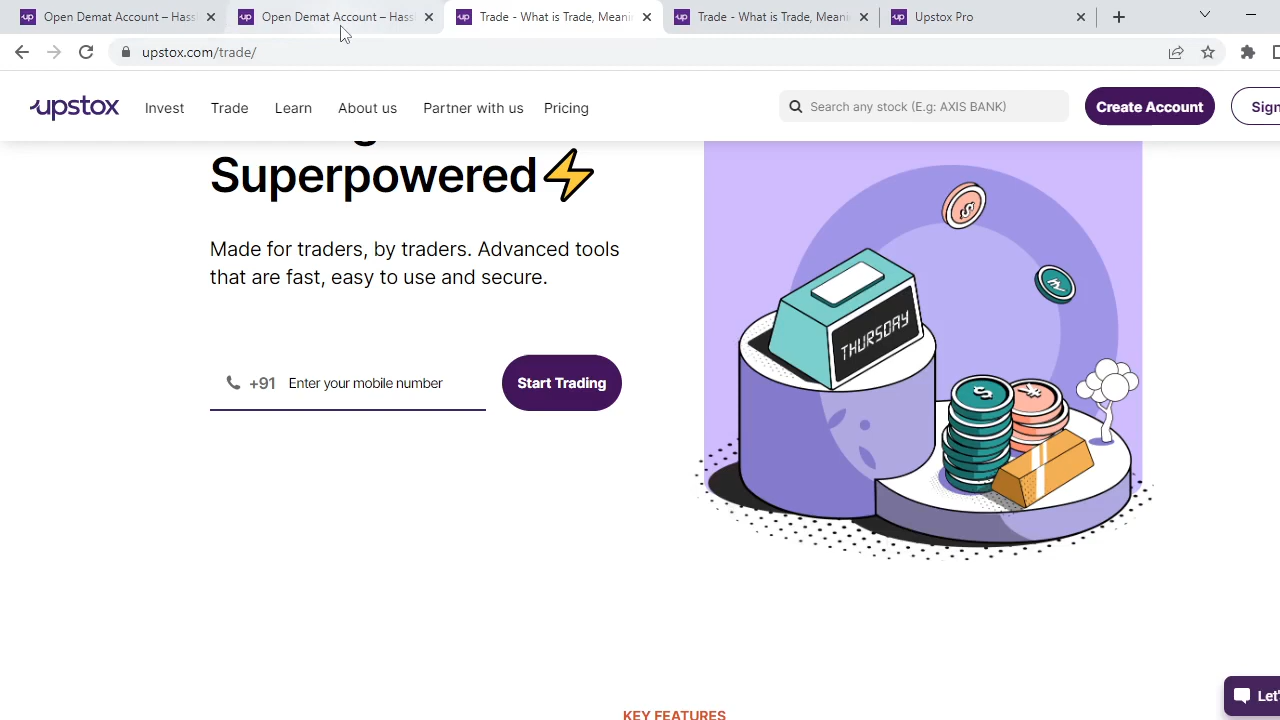 Open Demat Account – Hass
Open Demat Account – Hass
Trade - What is Trade, Meani
Trade - What is Trade, Meani
Upstox Pro
upstox.com/trade/
upstox
Invest
Trade
Learn
About us
Partner with us
Pricing
Search any stock (E.g: AXIS BANK)
Create Account
Sign
Superpowered⚡
Made for traders, by traders. Advanced tools
that are fast, easy to use and secure.
+91 Enter your mobile number
Start Trading
THURSDAY
KEY FEATURES
Let'